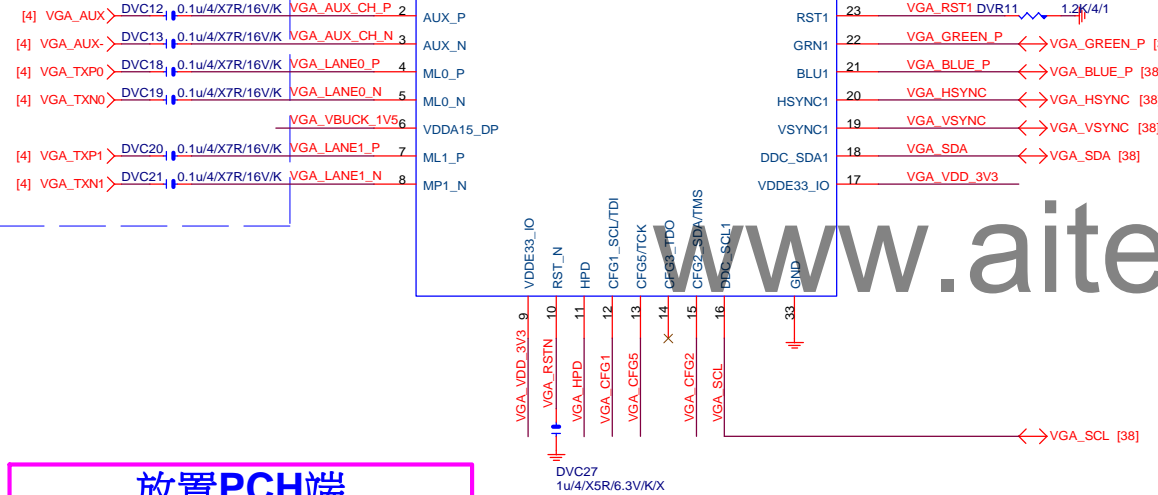 [4] VGA_AUX DVC12 0.1u/4/X7R/16V/K VGA_AUX_CH_P 2 AUX_P
[4] VGA_AUX- DVC13 0.1u/4/X7R/16V/K VGA_AUX_CH_N 3 AUX_N
[4] VGA_TXP0 DVC18 0.1u/4/X7R/16V/K VGA_LANE0_P 4 ML0_P
[4] VGA_TXN0 DVC19 0.1u/4/X7R/16V/K VGA_LANE0_N 5 ML0_N
VGA_VBUCK_1V5 6 VDDA15_DP
[4] VGA_TXP1 DVC20 0.1u/4/X7R/16V/K VGA_LANE1_P 7 ML1_P
[4] VGA_TXN1 DVC21 0.1u/4/X7R/16V/K VGA_LANE1_N 8 MP1_N
RST1 23 VGA_RST1 DVR11 1.2K/4/1
GRN1 22 VGA_GREEN_P VGA_GREEN_P [
BLU1 21 VGA_BLUE_P VGA_BLUE_P [38
HSYNC1 20 VGA_HSYNC VGA_HSYNC [38
VSYNC1 19 VGA_VSYNC VGA_VSYNC [38]
DDC_SDA1 18 VGA_SDA VGA_SDA [38]
VDDE33_IO 17 VGA_VDD_3V3
www.aite
VDDE33_IO 9 VGA_VDD_3V3
RST_N 10 VGA_RSTN
HPD 11 VGA_HPD
CFG1_SCL/TDI 12 VGA_CFG1
CFG5/TCK 13 VGA_CFG5
CFG3_TDO 14
CFG2_SDA/TMS 15 VGA_CFG2
DDC_SCL1 16 VGA_SCL
GND 33
VGA_SCL [38]
DVC27
1u/4/X5R/6.3V/K/X
放置PCH端